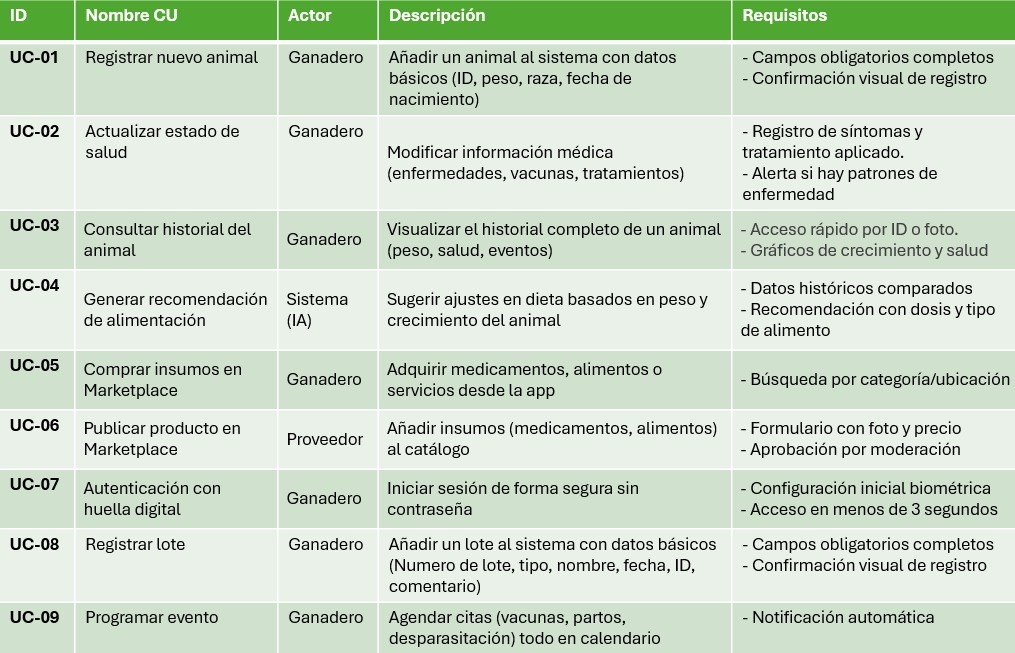 ID Nombre CU Actor Descripción Requisitos
UC-01 Registrar nuevo animal Ganadero Añadir un animal al sistema con datos - Campos obligatorios completos
básicos (ID, peso, raza, fecha de - Confirmación visual de registro
nacimiento)
UC-02 Actualizar estado de Ganadero - Registro de síntomas y
salud Modificar información médica tratamiento aplicado.
(enfermedades, vacunas, tratamientos) - Alerta si hay patrones de
enfermedad
UC-03 Consultar historial del Ganadero Visualizar el historial completo de un animal - Acceso rápido por ID o foto.
animal (peso, salud, eventos) - Gráficos de crecimiento y salud
UC-04 Generar recomendación Sistema Sugerir ajustes en dieta basados en peso y - Datos históricos comparados
de alimentación (IA) crecimiento del animal - Recomendación con dosis y tipo
de alimento
UC-05 Comprar insumos en Ganadero Adquirir medicamentos, alimentos o - Búsqueda por categoría/ubicación
Marketplace servicios desde la app
UC-06 Publicar producto en Proveedor Añadir insumos (medicamentos, alimentos) - Formulario con foto y precio
Marketplace al catálogo - Aprobación por moderación
UC-07 Autenticación con Ganadero Iniciar sesión de forma segura sin - Configuración inicial biométrica
huella digital contraseña - Acceso en menos de 3 segundos
UC-08 Registrar lote Ganadero Añadir un lote al sistema con datos básicos - Campos obligatorios completos
(Numero de lote, tipo, nombre, fecha, ID, - Confirmación visual de registro
comentario)
UC-09 Programar evento Ganadero Agendar citas (vacunas, partos, - Notificación automática
desparasitación) todo en calendario